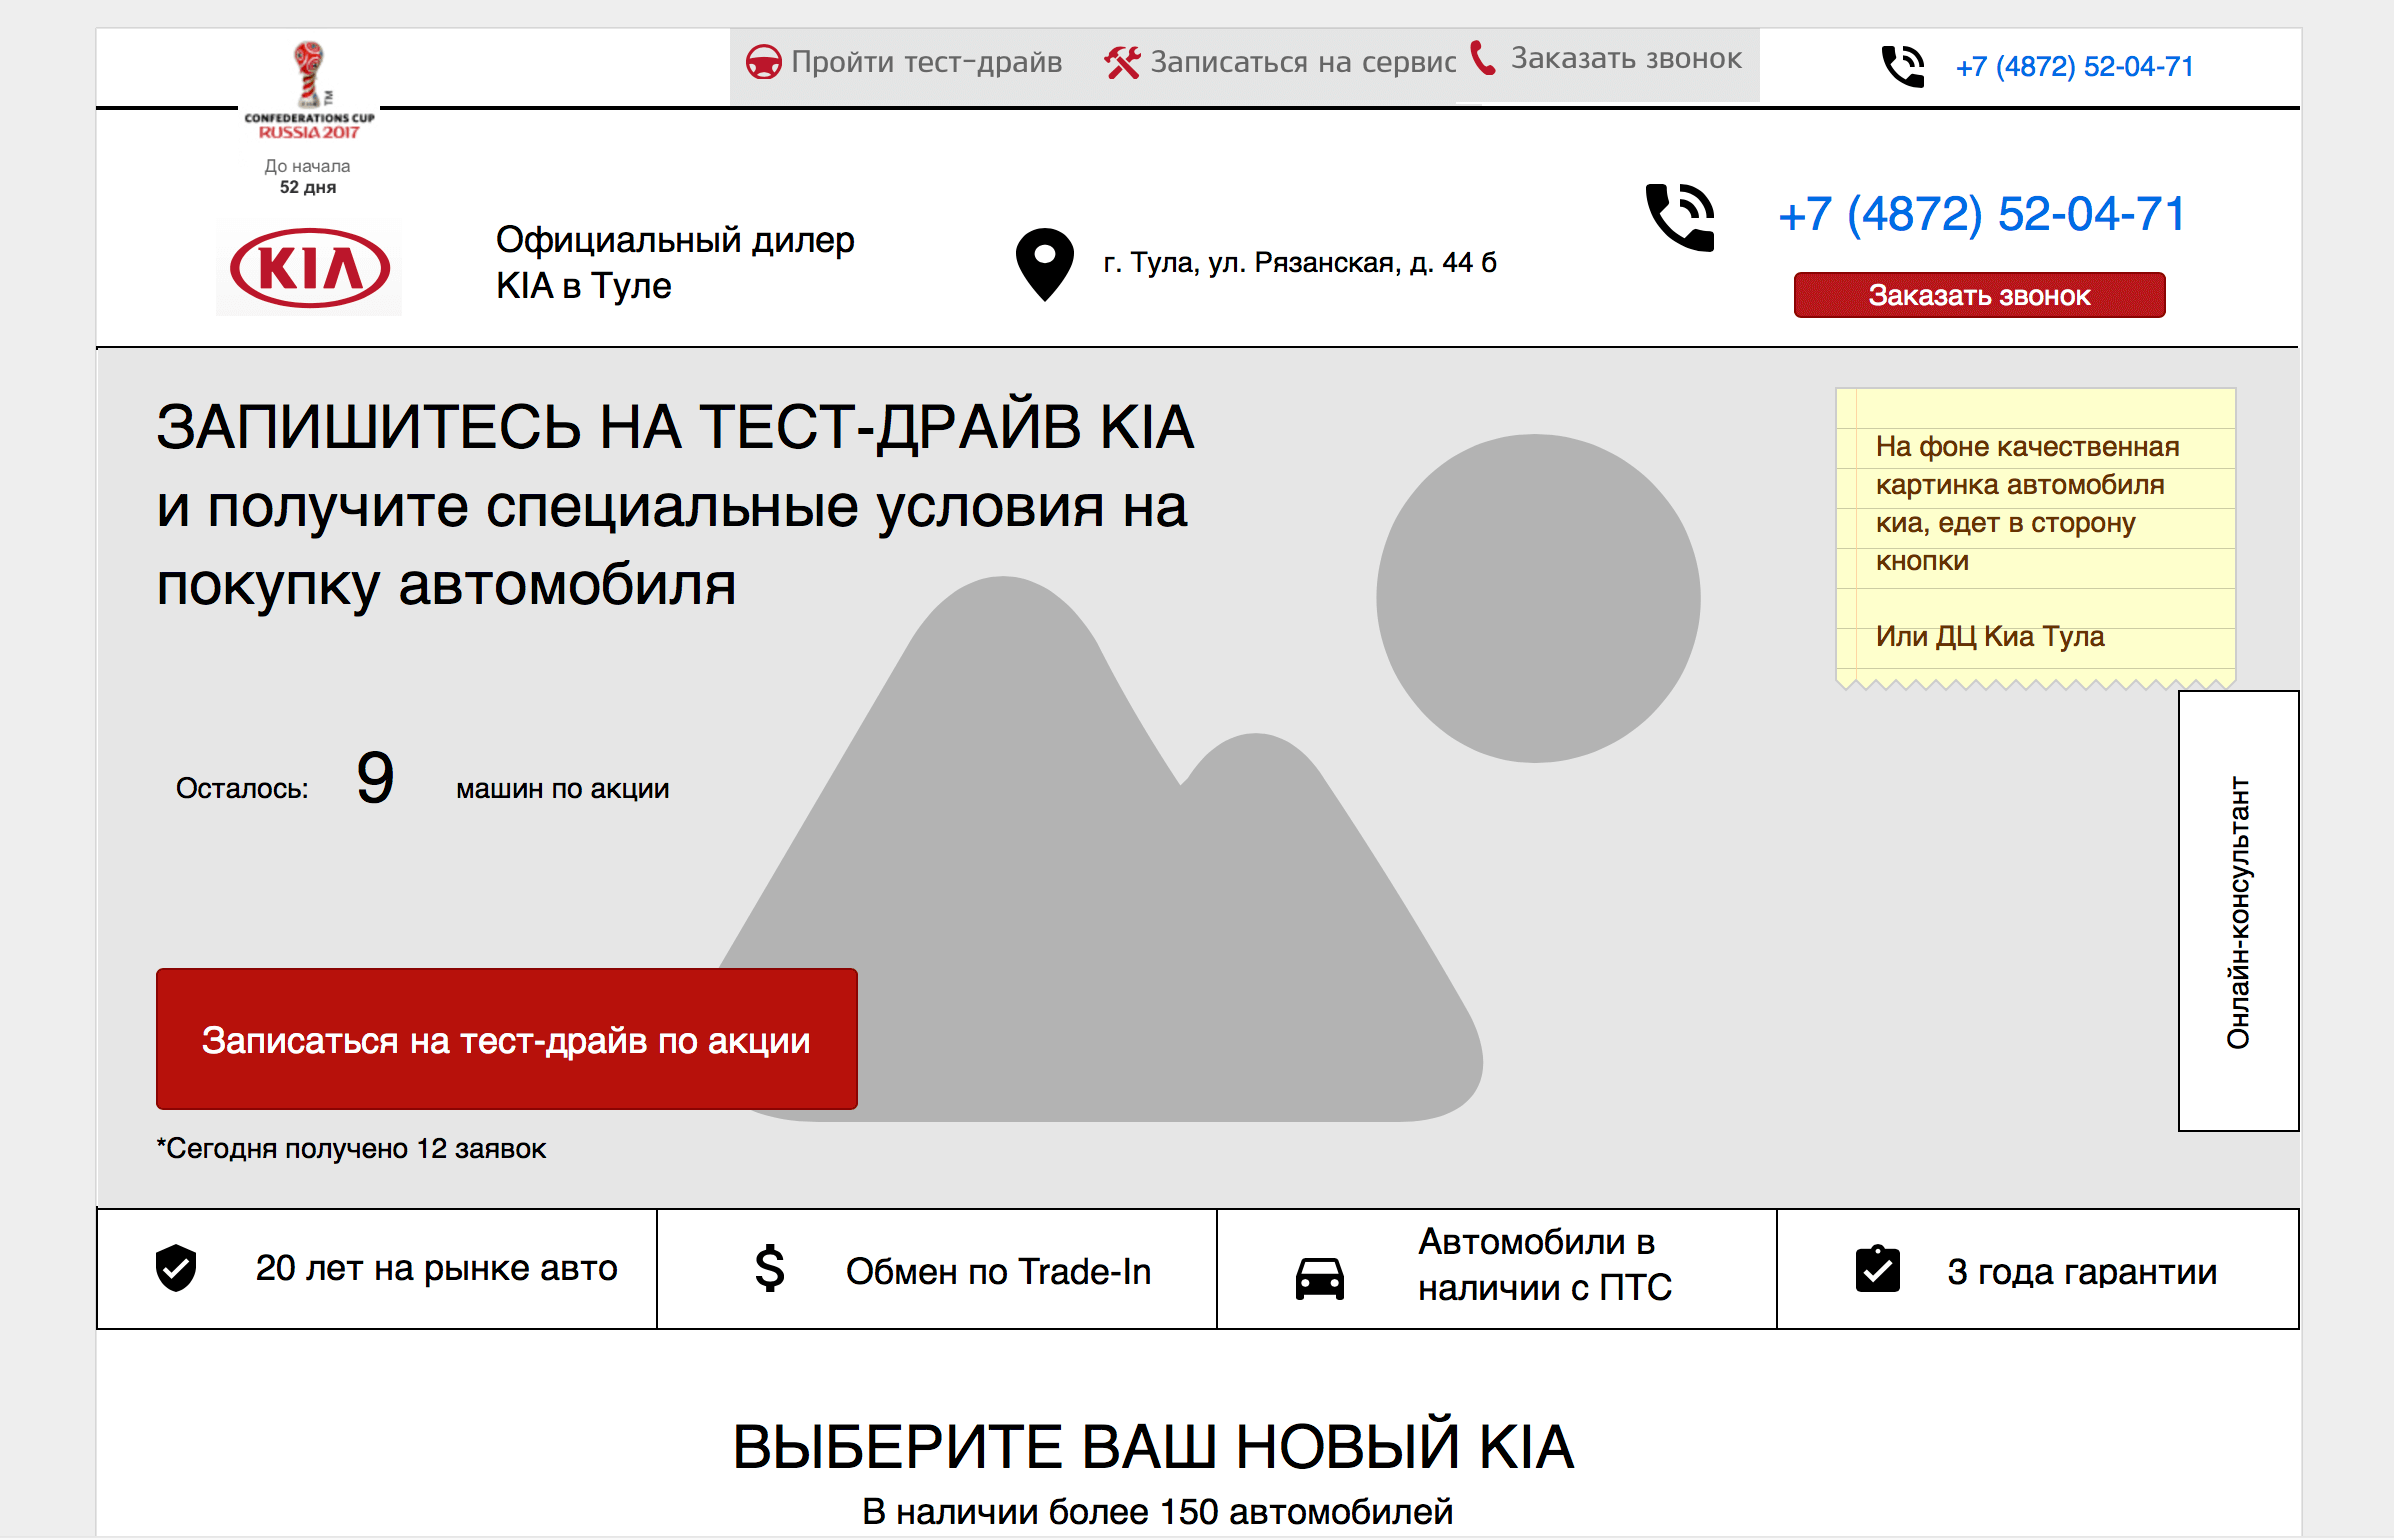 Пройти тест-драйв
Записаться на сервис
Заказать звонок
+7 (4872) 52-04-71
TM
CONFEDERATIONS CUP
RUSSIA 2017
До начала
52 дня
KIA
Официальный дилер
KIA в Туле
г. Тула, ул. Рязанская, д. 44 б
+7 (4872) 52-04-71
Заказать звонок
ЗАПИШИТЕСЬ НА ТЕСТ-ДРАЙВ KIA
и получите специальные условия на
покупку автомобиля
На фоне качественная
картинка автомобиля
киа, едет в сторону
кнопки
Или ДЦ Киа Тула
Осталось: 9 машин по акции
Онлайн-консультант
Записаться на тест-драйв по акции
*Сегодня получено 12 заявок
20 лет на рынке авто
Обмен по Trade-In
Автомобили в
наличии с ПТС
3 года гарантии
ВЫБЕРИТЕ ВАШ НОВЫЙ KIA
В наличии более 150 автомобилей